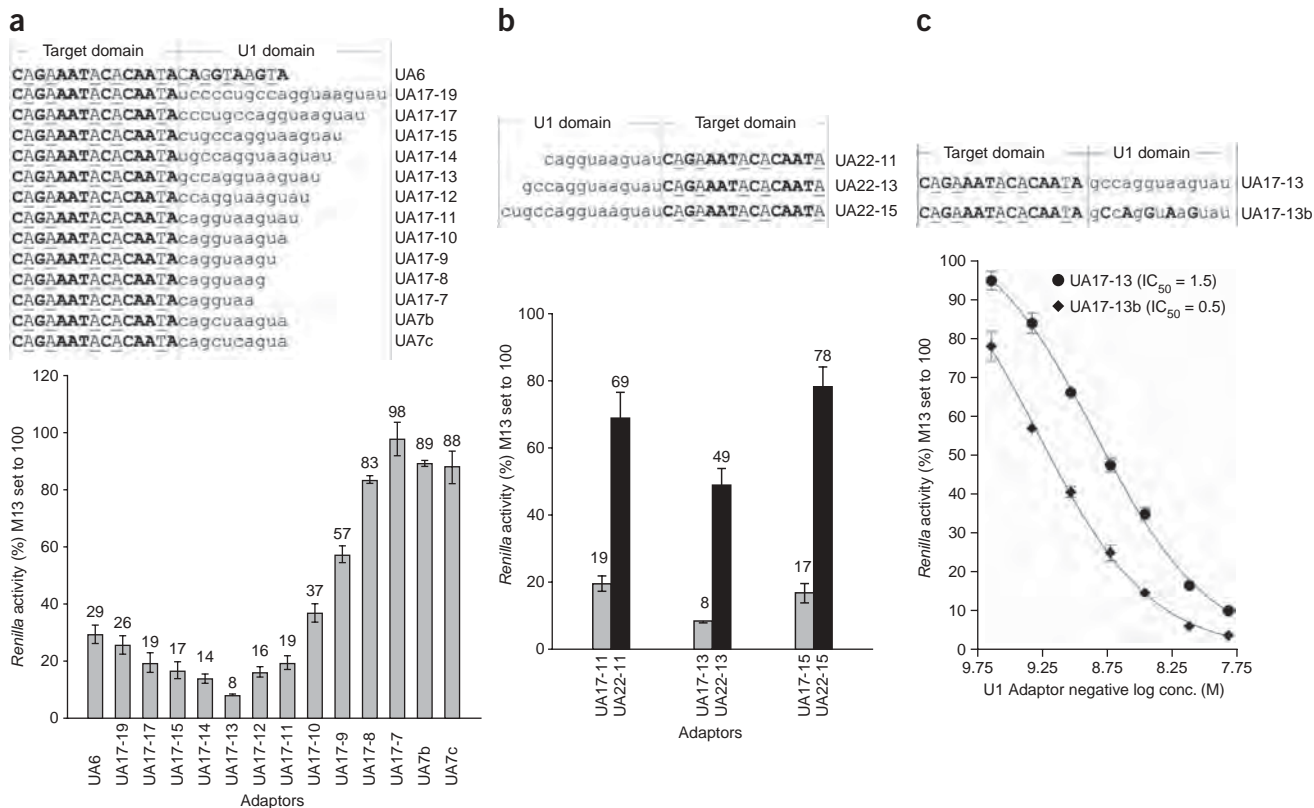 a
Target domain U1 domain
CAGAAATACACAATACAGGTAAGTA UA6
CAGAAATACACAATAuccccugccagguaaguau UA17-19
CAGAAATACACAATAcccugccagguaaguau UA17-17
CAGAAATACACAATAcugccagguaaguau UA17-15
CAGAAATACACAATAugccagguaaguau UA17-14
CAGAAATACACAATAgccagguaaguau UA17-13
CAGAAATACACAATAccagguaaguau UA17-12
CAGAAATACACAATAcagguaaguau UA17-11
CAGAAATACACAATAcagguaagua UA17-10
CAGAAATACACAATAcagguaagu UA17-9
CAGAAATACACAATAcagguaag UA17-8
CAGAAATACACAATAcagguaa UA17-7
CAGAAATACACAATAcagcuaagua UA7b
CAGAAATACACAATAcagcucagua UA7c
Renilla activity (%) M13 set to 100
120
100
80
60
40
20
0
29 26 19 17 14 8 16 19 37 57 83 98 89 88
UA6 UA17-19 UA17-17 UA17-15 UA17-14 UA17-13 UA17-12 UA17-11 UA17-10 UA17-9 UA17-8 UA17-7 UA7b UA7c
Adaptors
b
U1 domain Target domain
cagguaaguauCAGAAATACACAATA UA22-11
gccagguaaguauCAGAAATACACAATA UA22-13
cugccagguaaguauCAGAAATACACAATA UA22-15
Renilla activity (%) M13 set to 100
80
60
40
20
0
19 69 8 49 17 78
UA17-11 UA22-11 UA17-13 UA22-13 UA17-15 UA22-15
Adaptors
c
Target domain U1 domain
CAGAAATACACAATA gccagguaaguau UA17-13
CAGAAATACACAATA gCcAgGuAaGuau UA17-13b
UA17-13 (IC50 = 1.5)
UA17-13b (IC50 = 0.5)
Renilla activity (%) M13 set to 100
100
90
80
70
60
50
40
30
20
10
0
9.75 9.25 8.75 8.25 7.75
U1 Adaptor negative log conc. (M)